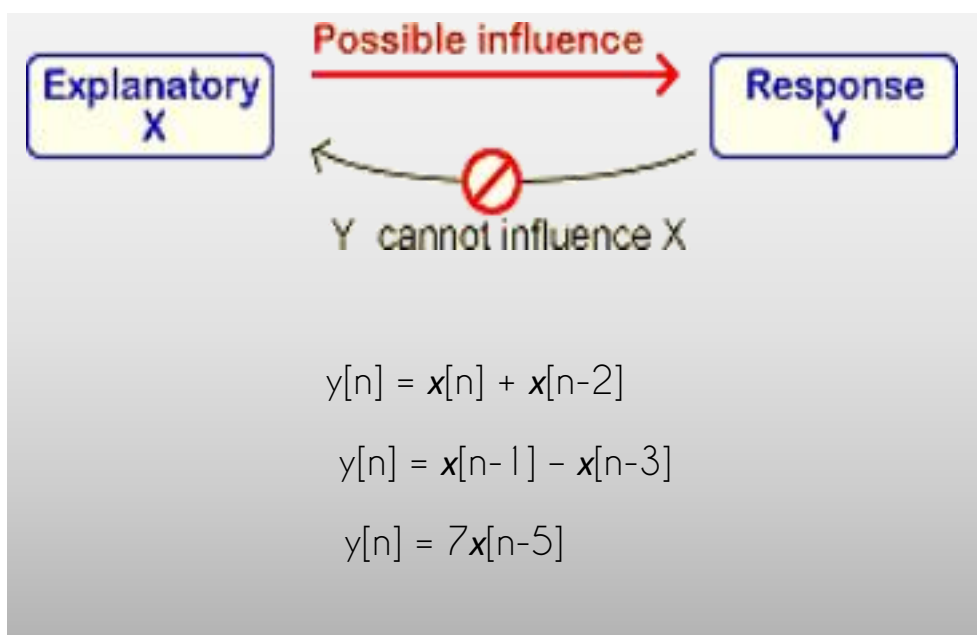 Possible influence
Explanatory
X
Response
Y
Y cannot influence X
y[n] = x[n] + x[n-2]
y[n] = x[n-1] – x[n-3]
y[n] = 7x[n-5]